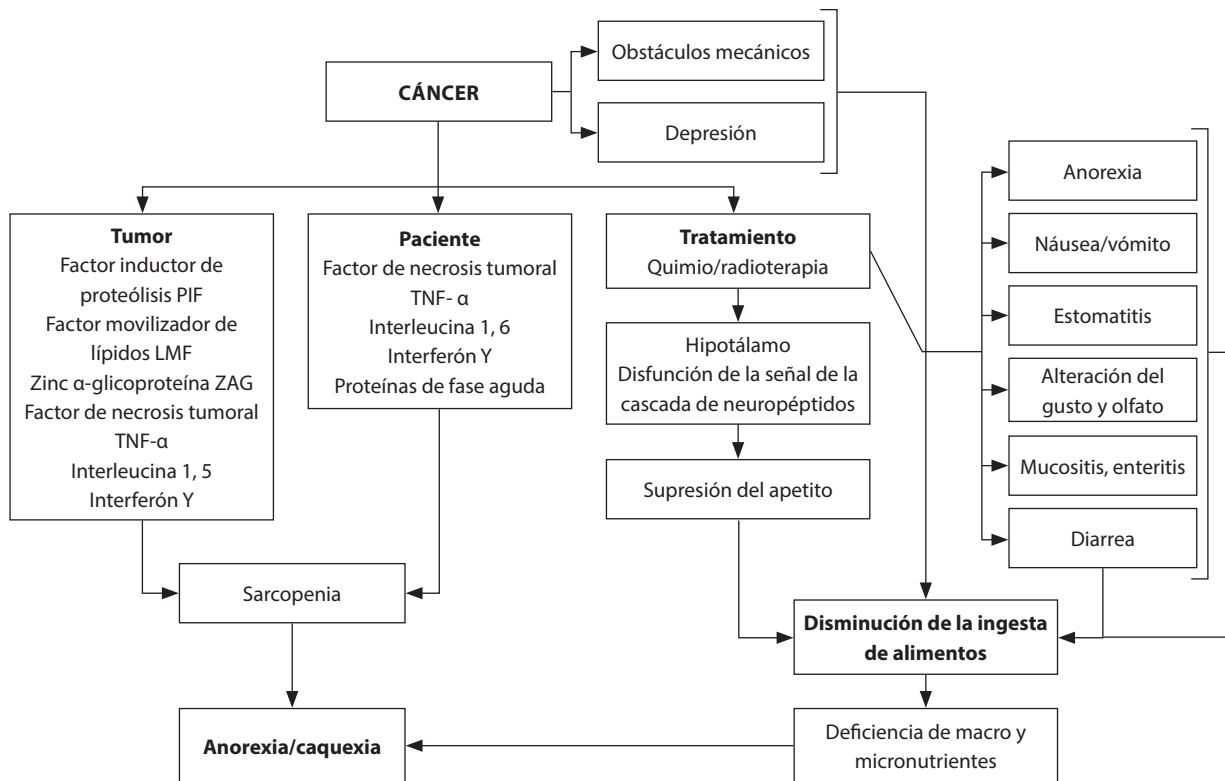 Obstáculos mecánicos
CÁNCER
Depresión
Tumor
Factor inductor de
proteólisis PIF
Factor movilizador de
lípidos LMF
Zinc α-glicoproteína ZAG
Factor de necrosis tumoral
TNF-α
Interleucina 1, 5
Interferón Y
Paciente
Factor de necrosis tumoral
TNF- α
Interleucina 1, 6
Interferón Y
Proteínas de fase aguda
Tratamiento
Quimio/radioterapia
Hipotálamo
Disfunción de la señal de la
cascada de neuropéptidos
Supresión del apetito
Anorexia
Náusea/vómito
Estomatitis
Alteración del
gusto y olfato
Mucositis, enteritis
Diarrea
Sarcopenia
Disminución de la ingesta
de alimentos
Anorexia/caquexia
Deficiencia de macro y
micronutrientes